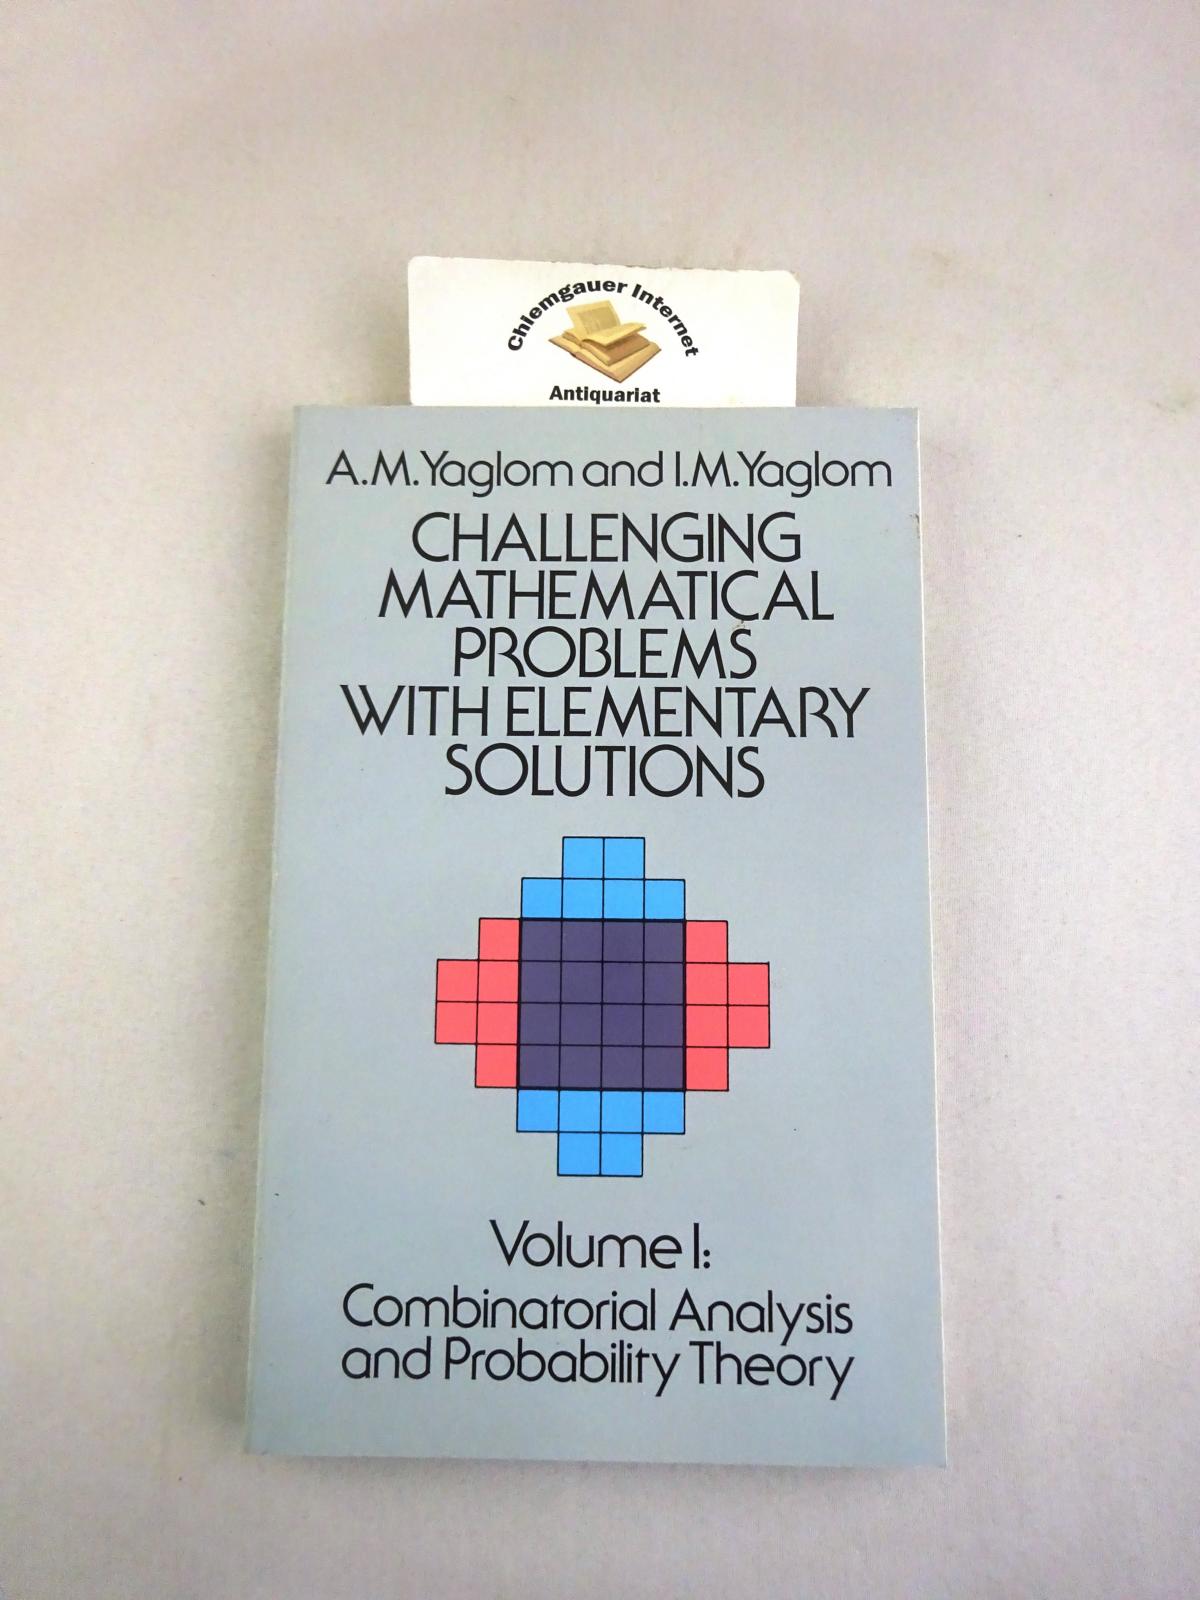 Chiemgauer Internet
Antiquariat
A.M. Yaglom and I.M. Yaglom
CHALLENGING
MATHEMATICAL
PROBLEMS
WITH ELEMENTARY
SOLUTIONS
Volume I:
Combinatorial Analysis
and Probability Theory